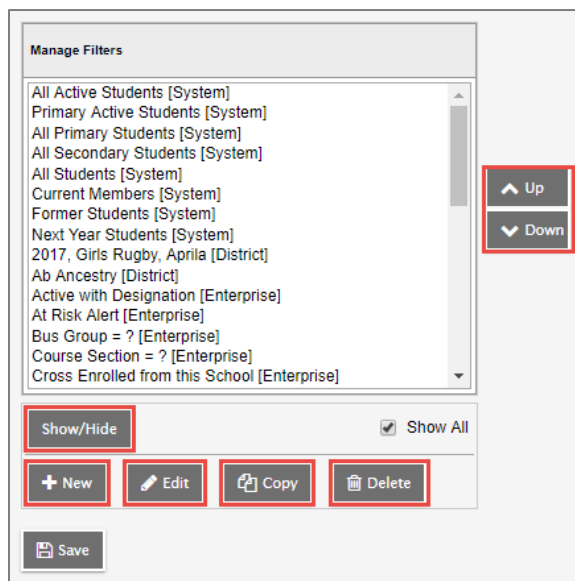 Manage Filters
All Active Students [System]
Primary Active Students [System]
All Primary Students [System]
All Secondary Students [System]
All Students [System]
Current Members [System]
Former Students [System]
Next Year Students [System]
2017, Girls Rugby, Aprila [District]
Ab Ancestry [District]
Active with Designation [Enterprise]
At Risk Alert [Enterprise]
Bus Group = ? [Enterprise]
Course Section = ? [Enterprise]
Cross Enrolled from this School [Enterprise]
Up
Down
Show/Hide Show All
New Edit Copy Delete
Save